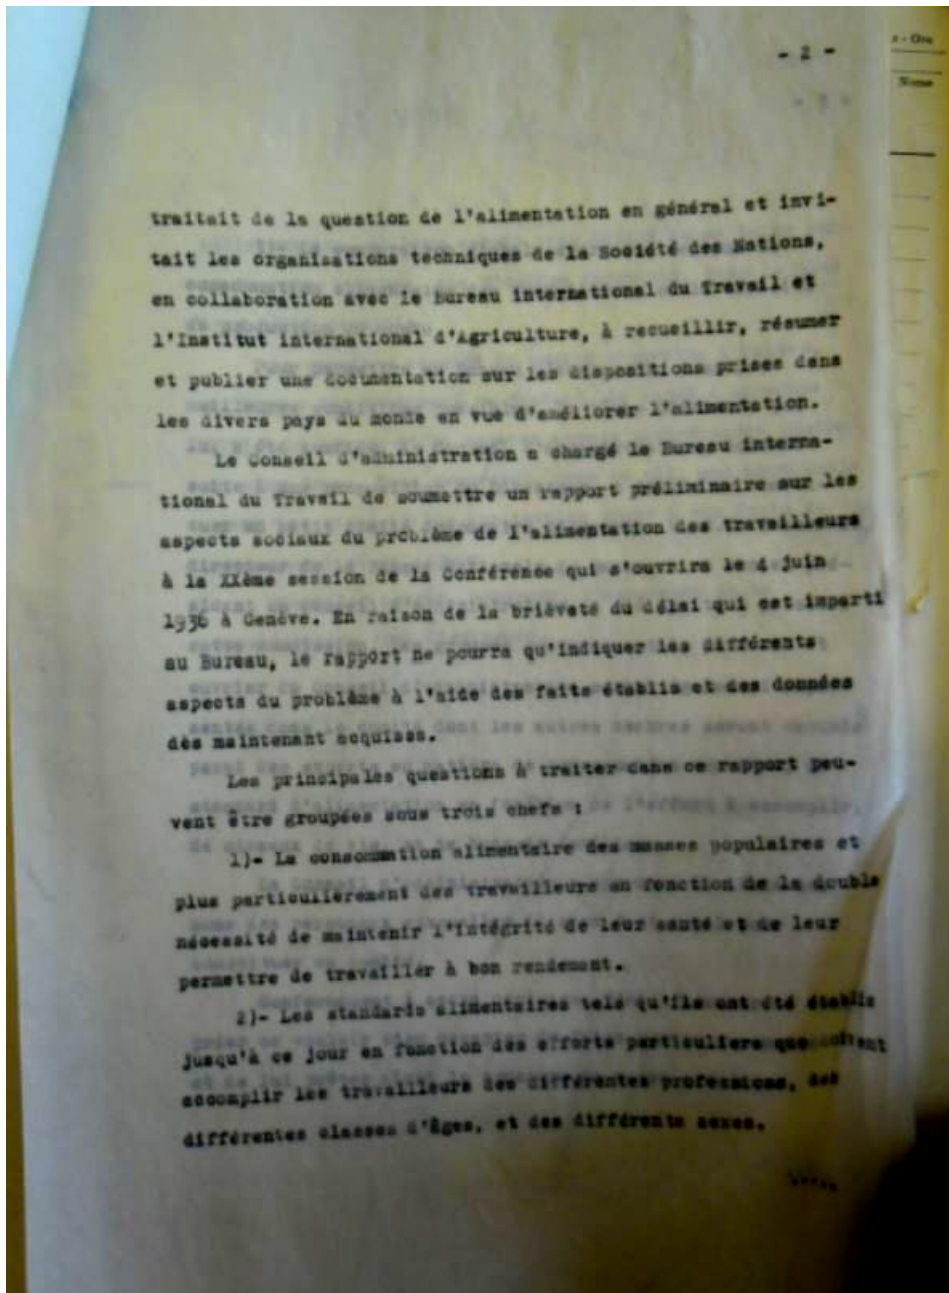 - 2 -
traitait de la question de l'alimentation en général et invi-
tait les organisations techniques de la Société des Nations,
en collaboration avec le Bureau international du Travail et
l'Institut international d'Agriculture, à recueillir, résumer
et publier une documentation sur les dispositions prises dans
les divers pays du monde en vue d'améliorer l'alimentation.
Le Conseil d'administration a chargé le Bureau interna-
tional du Travail de soumettre un rapport préliminaire sur les
aspects sociaux du problème de l'alimentation des travailleurs
à la XXème session de la Conférence qui s'ouvrira le 4 juin
1936 à Genève. En raison de la brièveté du délai qui est imparti
au Bureau, le rapport ne pourra qu'indiquer les différents
aspects du problème à l'aide des faits établis et des données
dès maintenant acquises.
Les principales questions à traiter dans ce rapport peu-
vent être groupées sous trois chefs :
1)- La consommation alimentaire des masses populaires et
plus particulièrement des travailleurs en fonction de la double
nécessité de maintenir l'intégrité de leur santé et de leur
permettre de travailler à bon rendement.
2)- Les standards alimentaires tels qu'ils ont été établis
jusqu'à ce jour en fonction des efforts particuliers que doivent
accomplir les travailleurs des différentes professions, des
différentes classes d'âges, et des différents sexes.
.....